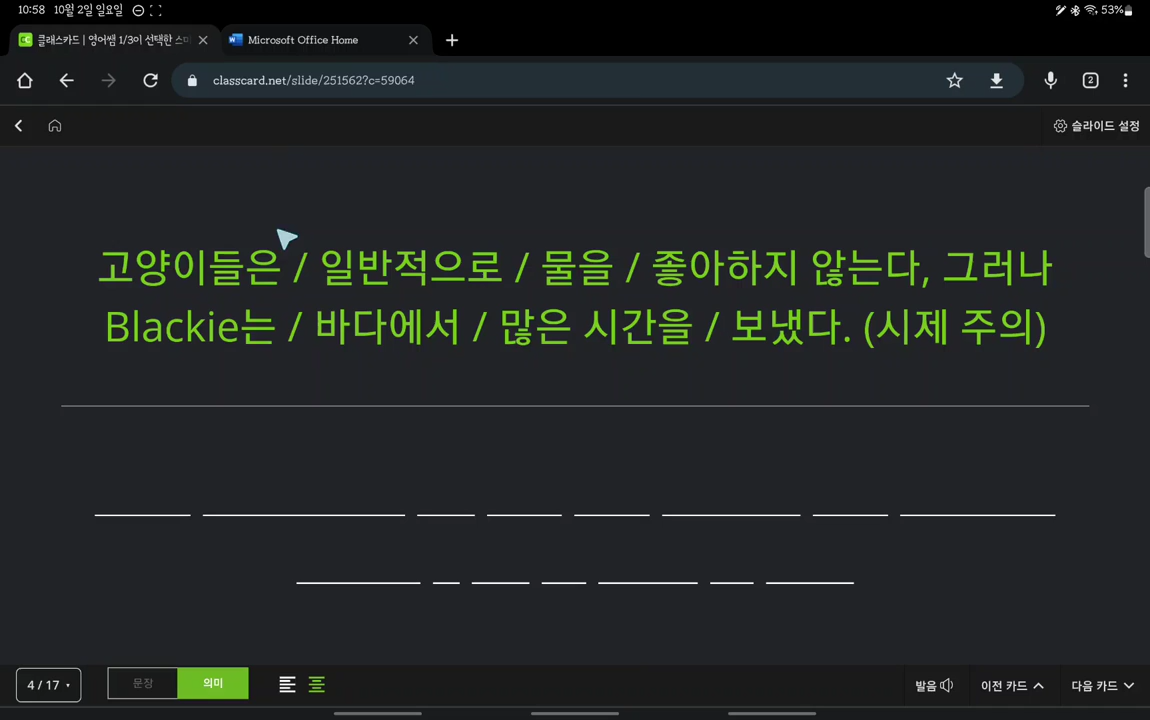 10:58 10월 2일 일요일 53%
클래스카드 | 영어쌤 1/3이 선택한 스마
Microsoft Office Home
classcard.net/slide/251562?c=59064
2
슬라이드 설정
고양이들은 / 일반적으로 / 물을 / 좋아하지 않는다, 그러나
Blackie는 / 바다에서 / 많은 시간을 / 보냈다. (시제 주의)
4 / 17
문장
의미
발음
이전 카드
다음 카드